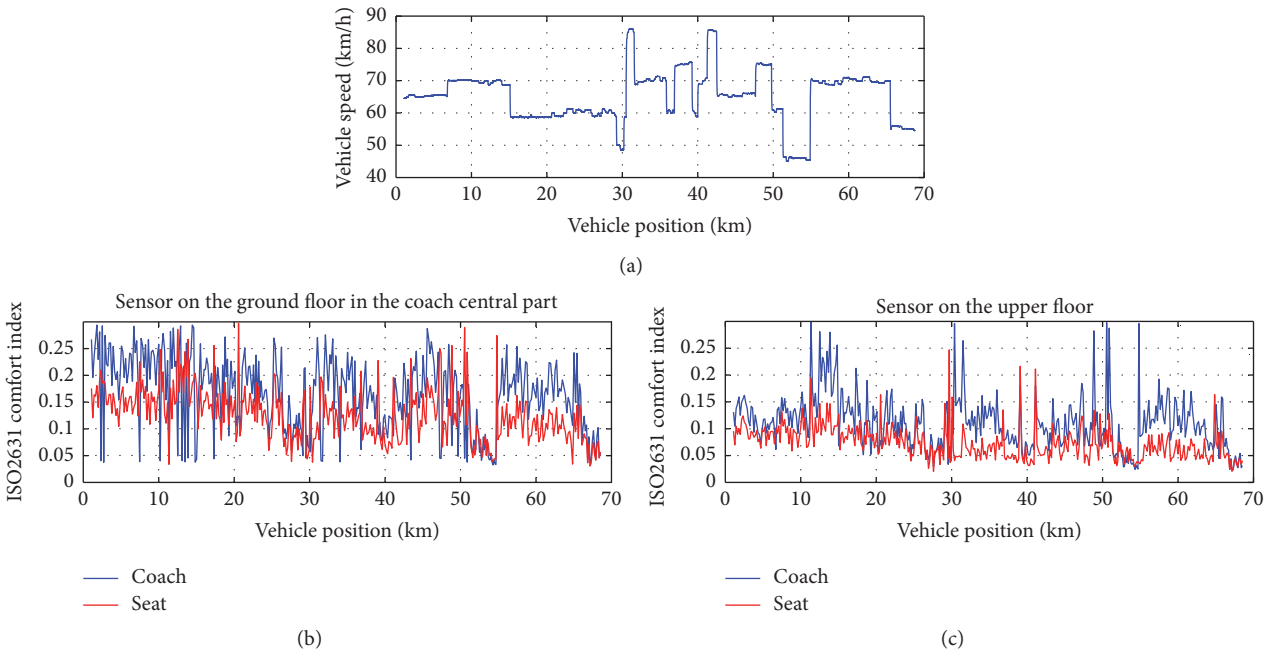 90
80
70
60
50
40
Vehicle speed (km/h)
0 10 20 30 40 50 60 70
Vehicle position (km)
(a)
Sensor on the ground floor in the coach central part
0.25
0.2
0.15
0.1
0.05
0
ISO2631 comfort index
0 10 20 30 40 50 60 70
Vehicle position (km)
Coach
Seat
(b)
Sensor on the upper floor
0.25
0.2
0.15
0.1
0.05
0
ISO2631 comfort index
0 10 20 30 40 50 60 70
Vehicle position (km)
Coach
Seat
(c)